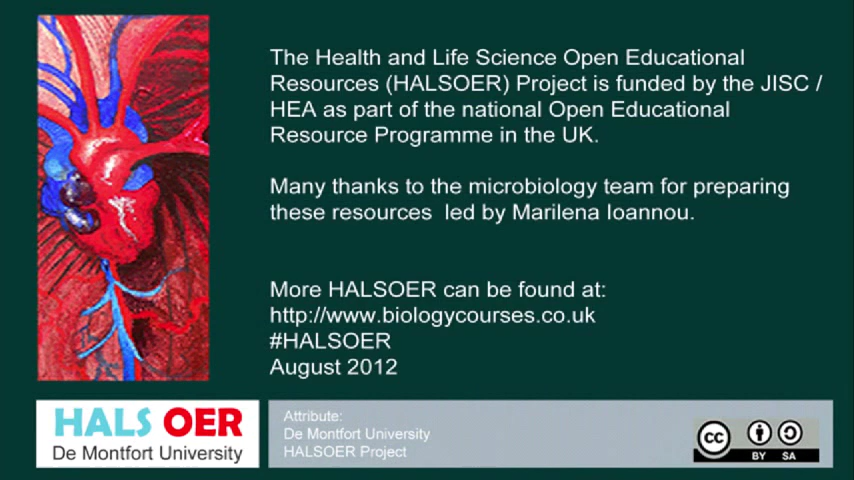 The Health and Life Science Open Educational
Resources (HALSOER) Project is funded by the JISC /
HEA as part of the national Open Educational
Resource Programme in the UK.
Many thanks to the microbiology team for preparing
these resources  led by Marilena Ioannou.
More HALSOER can be found at:
http://www.biologycourses.co.uk
#HALSOER
August 2012
HALS OER
De Montfort University
Attribute:
De Montfort University
HALSOER Project
cc
BY SA